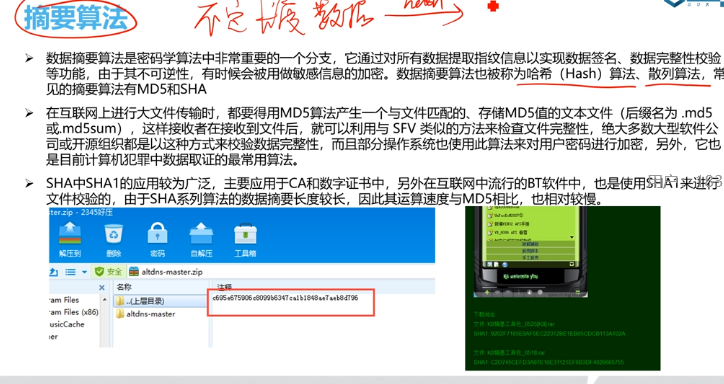 摘要算法
不定长度数据 hash
数据摘要算法是密码学算法中非常重要的一个分支，它通过对所有数据提取指纹信息以实现数据签名、数据完整性校验
等功能，由于其不可逆性，有时候会被用做敏感信息的加密。数据摘要算法也被称为哈希（Hash）算法、散列算法，常
见的摘要算法有MD5和SHA
在互联网上进行大文件传输时，都要得用MD5算法产生一个与文件匹配的、存储MD5值的文本文件（后缀名为 .md5
或.md5sum），这样接收者在接收到文件后，就可以利用与 SFV 类似的方法来检查文件完整性，绝大多数大型软件公
司或开源组织都是以这种方式来校验数据完整性，而且部分操作系统也使用此算法来对用户密码进行加密，另外，它也
是目前计算机犯罪中数据取证的最常用算法。
SHA中SHA1的应用较为广泛，主要应用于CA和数字证书中，另外在互联网中流行的BT软件中，也是使用SHA1来进行
文件校验的，由于SHA系列算法的数据摘要长度较长，因此其运算速度与MD5相比，也相对较慢。
ster.zip - 2345好压
解压到 删除 密码 自解压 工具箱
安全 altdns-master.zip
名称 注释
ram Files ..(上层目录) c695e675906c8099b6347ca1b1848ae7aeb8d796
ram Files (x86) altdns-master
usicCache
er
下载地址